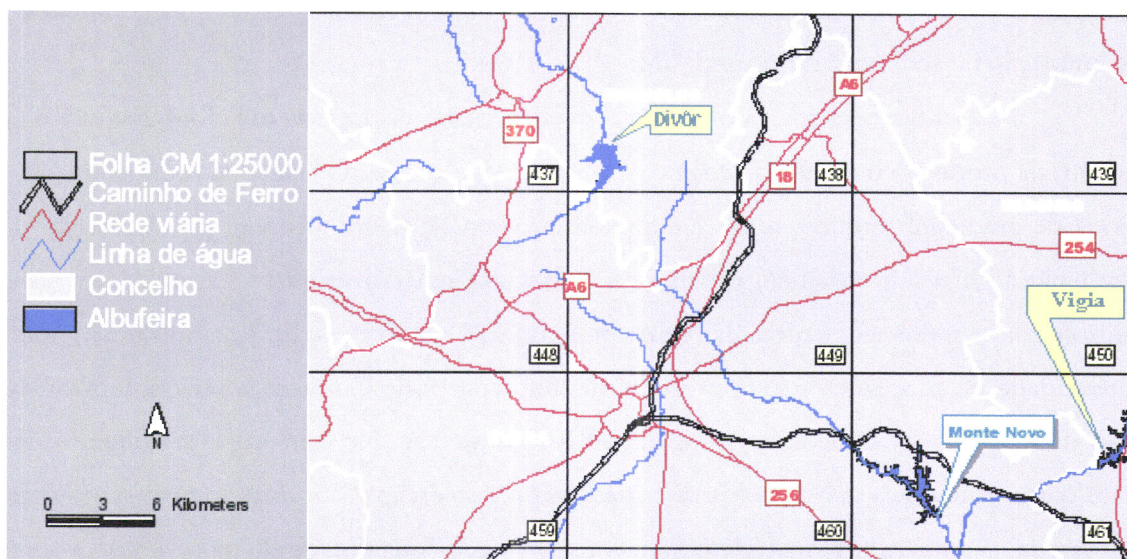 Folha CM 1:25000
Caminho de Ferro
Rede viária
Linha de água
Concelho
Albufeira
N
0 3 6 Kilometers
A6
370
Divôr
437
18
438
439
254
A6
Vigia
448
449
450
Monte Novo
256
459
460
461